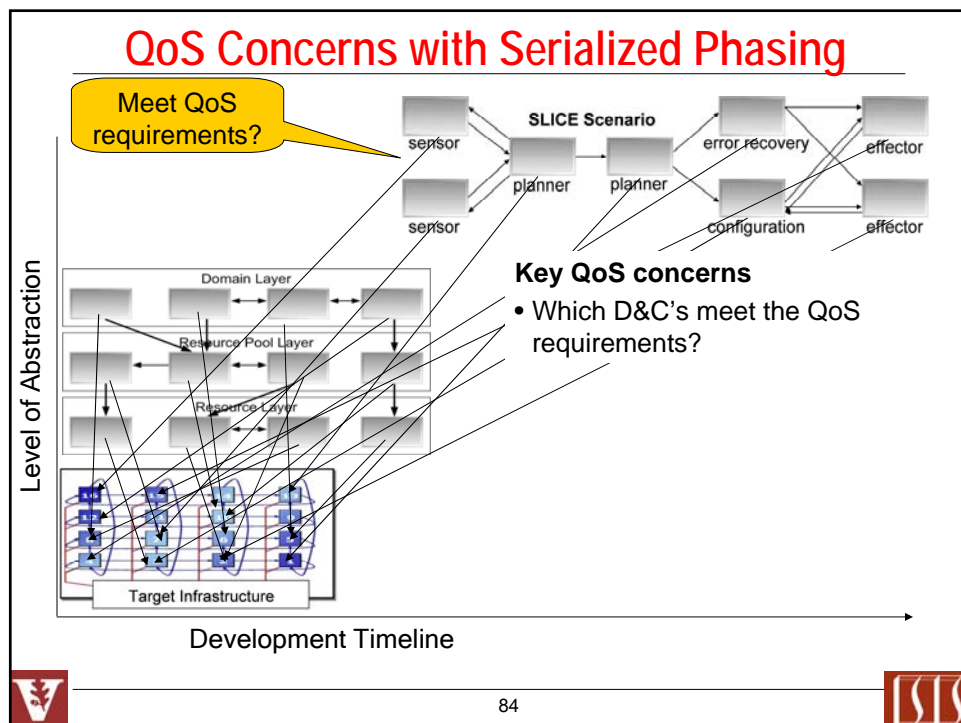 QoS Concerns with Serialized Phasing
Meet QoS
requirements?
SLICE Scenario
sensor
error recovery
effector
planner
planner
sensor
configuration
effector
Key QoS concerns
• Which D&C's meet the QoS
requirements?
Level of Abstraction
Domain Layer
Resource Pool Layer
Resource Layer
Target Infrastructure
Development Timeline
84
ISIS